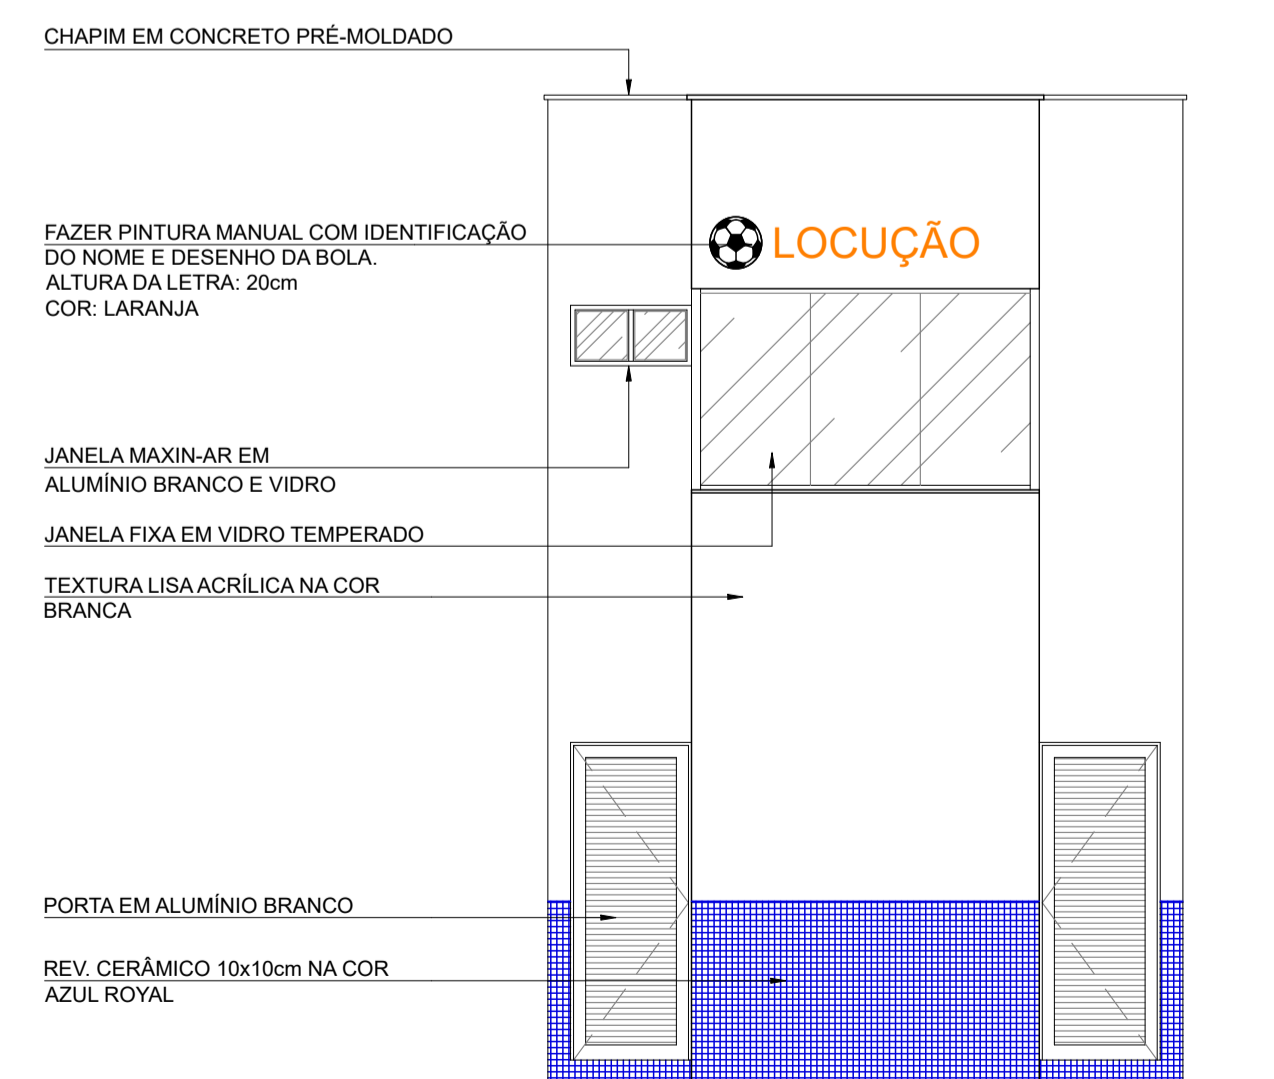 CHAPIM EM CONCRETO PRÉ-MOLDADO
FAZER PINTURA MANUAL COM IDENTIFICAÇÃO
DO NOME E DESENHO DA BOLA.
ALTURA DA LETRA: 20cm
COR: LARANJA
LOCUÇÃO
JANELA MAXIN-AR EM
ALUMÍNIO BRANCO E VIDRO
JANELA FIXA EM VIDRO TEMPERADO
TEXTURA LISA ACRÍLICA NA COR
BRANCA
PORTA EM ALUMÍNIO BRANCO
REV. CERÂMICO 10x10cm NA COR
AZUL ROYAL